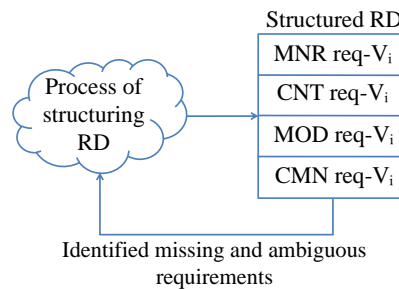 Structured RD
Process of
structuring
RD
MNR req-Vᵢ
CNT req-Vᵢ
MOD req-Vᵢ
CMN req-Vᵢ
Identified missing and ambiguous
requirements